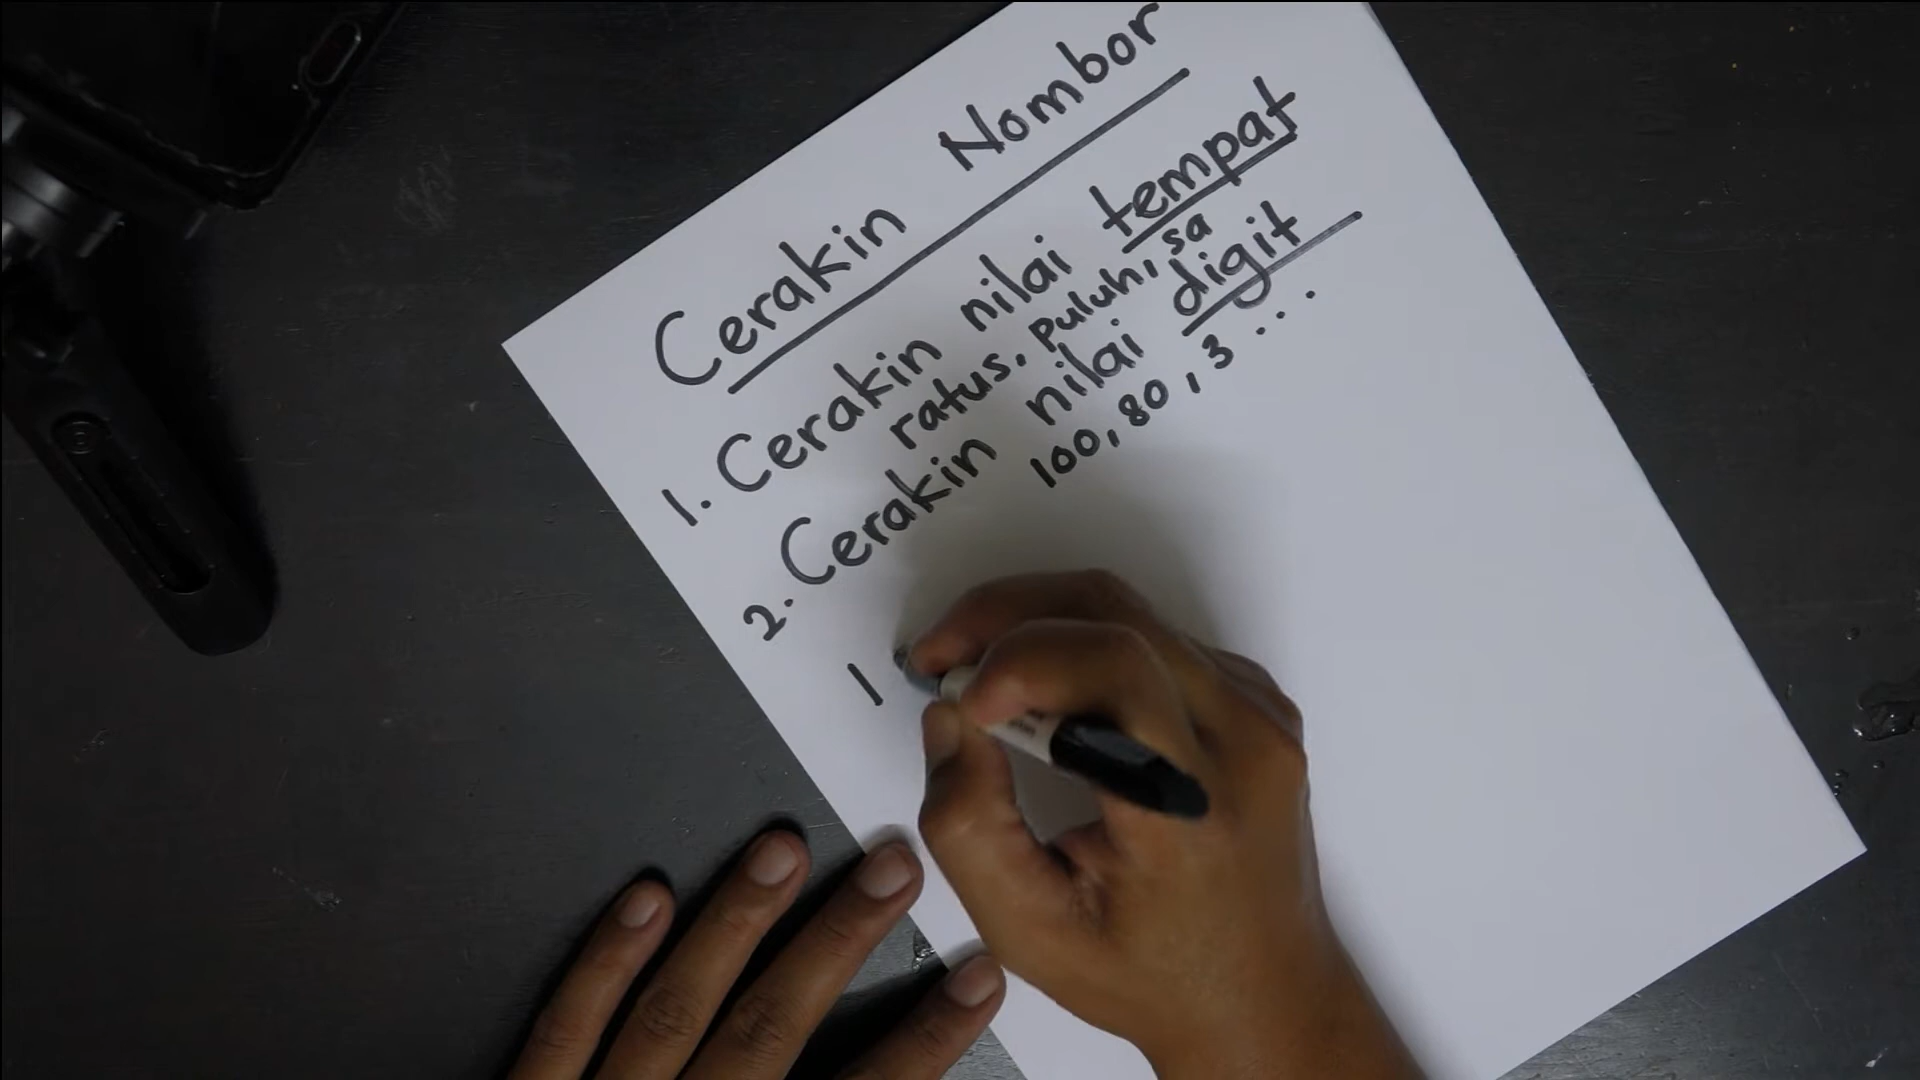 Cerakin Nombor
1. Cerakin nilai tempat
ratus, puluh, sa
2. Cerakin nilai digit
100, 80, 3 ...
1